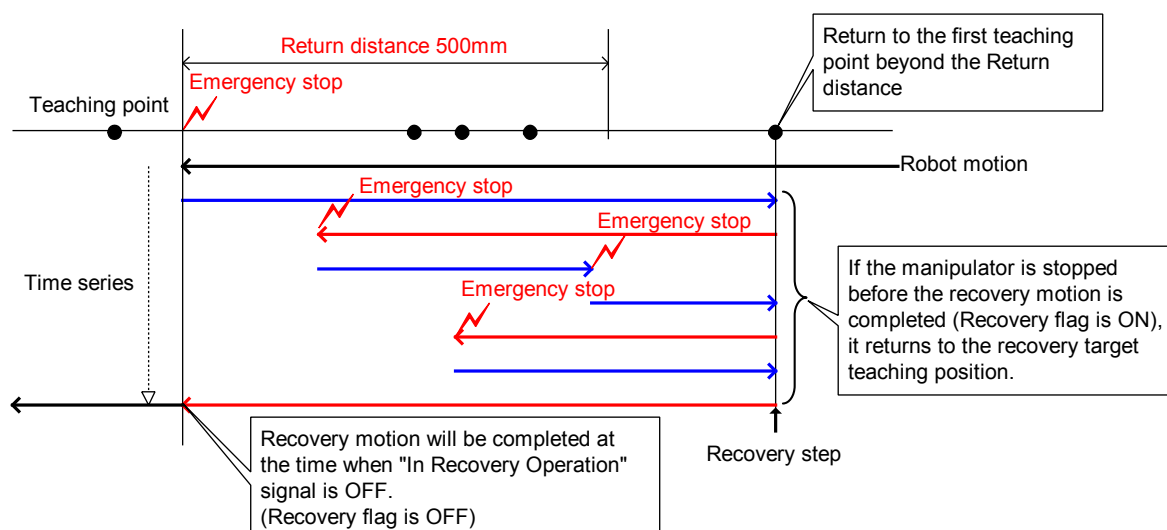 Return distance 500mm
Return to the first teaching
point beyond the Return
distance
Emergency stop
Teaching point
Robot motion
Emergency stop
Emergency stop
Time series
Emergency stop
If the manipulator is stopped
before the recovery motion is
completed (Recovery flag is ON),
it returns to the recovery target
teaching position.
Recovery motion will be completed at
the time when "In Recovery Operation"
signal is OFF.
(Recovery flag is OFF)
Recovery step